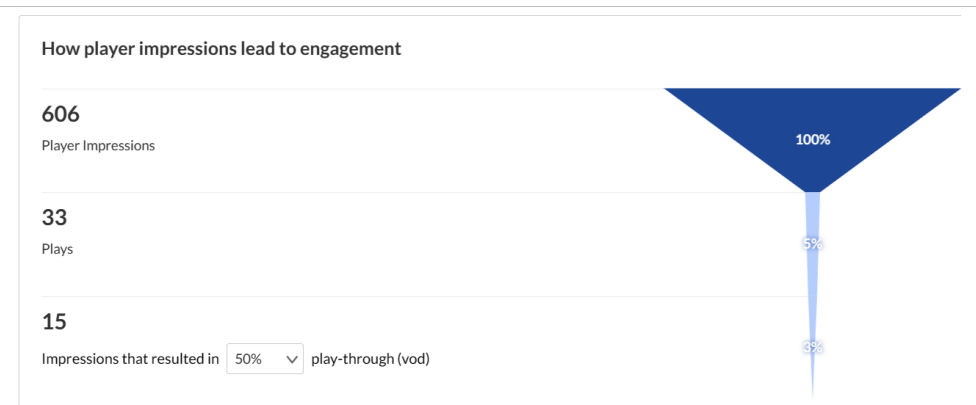 How player impressions lead to engagement
606
Player Impressions
100%
33
Plays
5%
15
Impressions that resulted in 50% play-through (vod)
3%